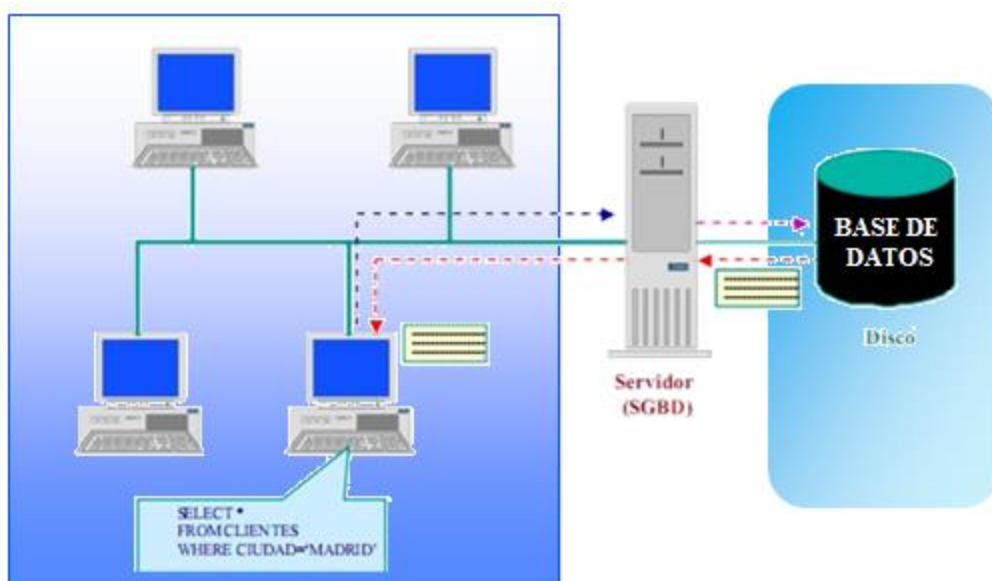 BASE DE
DATOS
Disco
Servidor
(SGBD)
SELECT *
FROM CLIENTES
WHERE CIUDAD='MADRID'